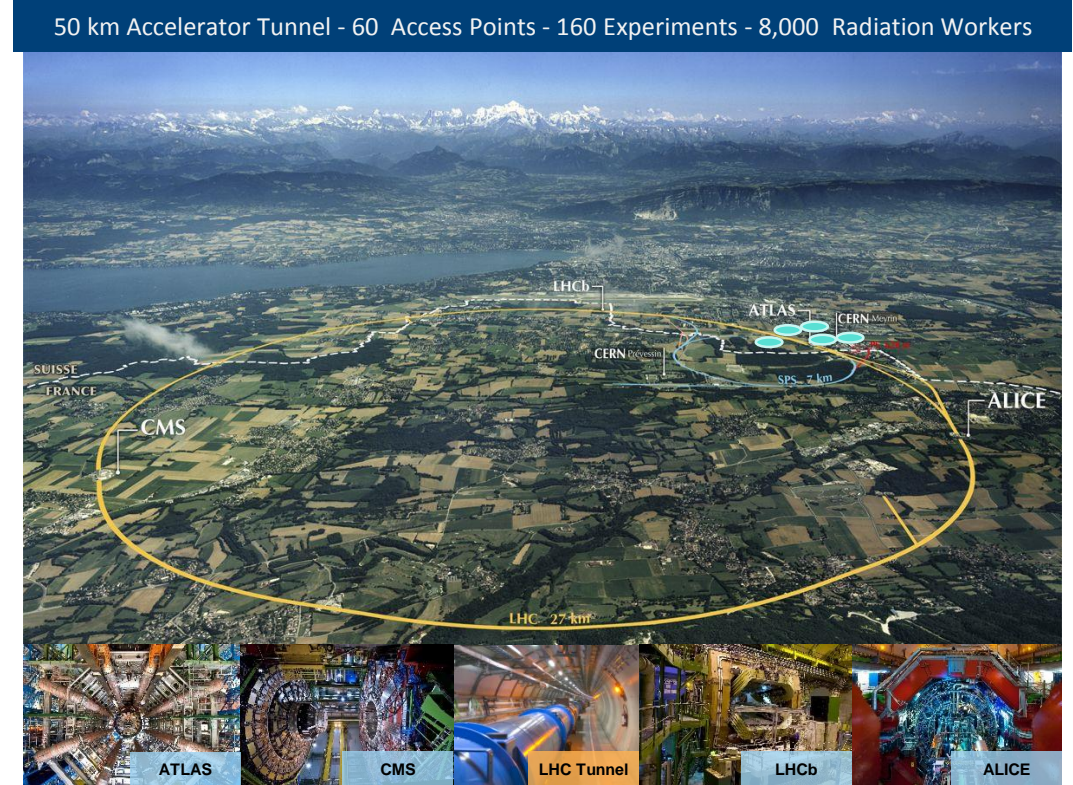 50 km Accelerator Tunnel - 60 Access Points - 160 Experiments - 8,000 Radiation Workers
LHCb
ATLAS
CERN Meyrin
CERN Prévessin
SPS 7 km
SUISSE
FRANCE
CMS
ALICE
LHC 27 km
ATLAS
CMS
LHC Tunnel
LHCb
ALICE